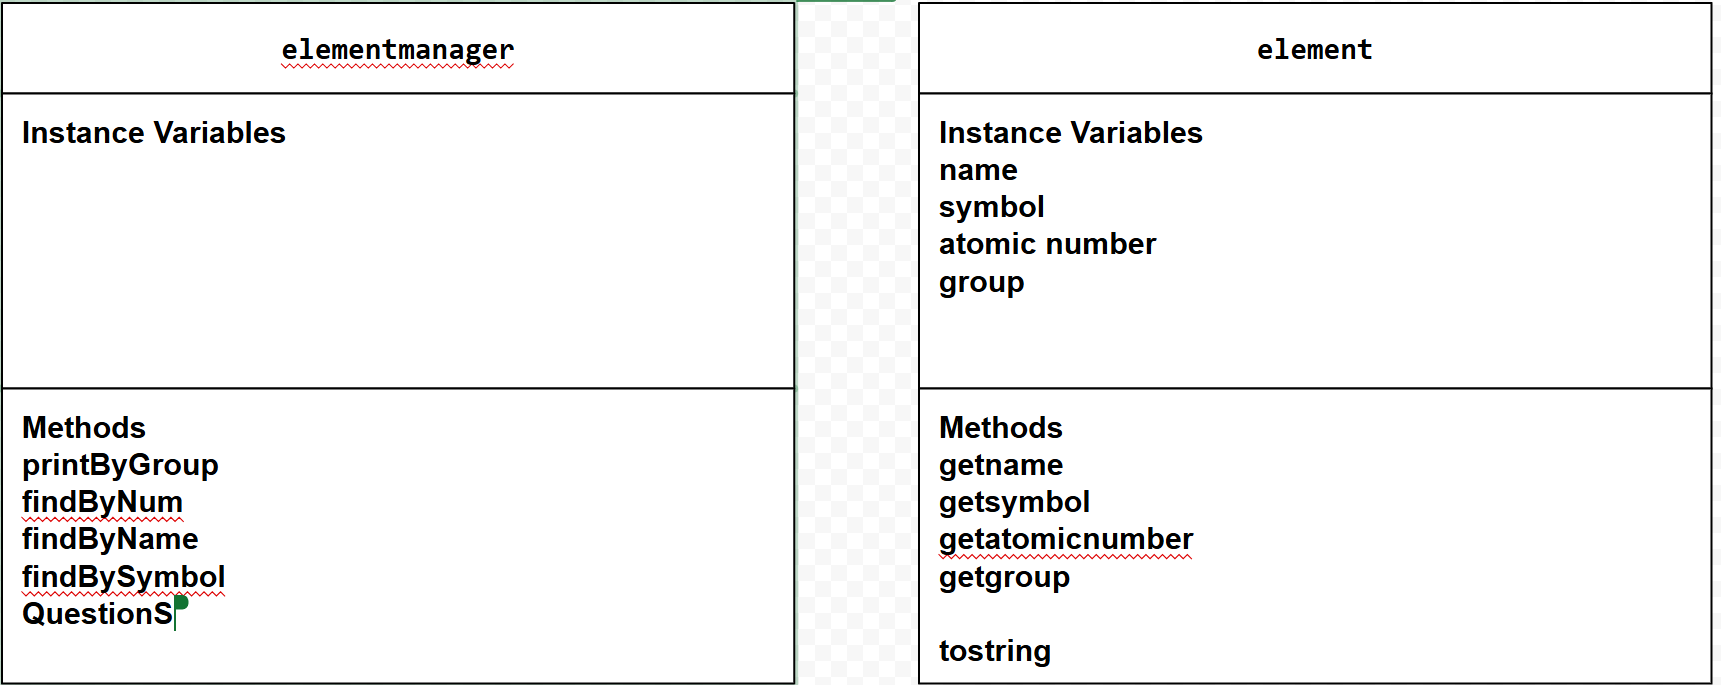 elementmanager
Instance Variables
Methods
printByGroup
findByNum
findByName
findBySymbol
QuestionS
element
Instance Variables
name
symbol
atomic number
group
Methods
getname
getsymbol
getatomicnumber
getgroup
tostring